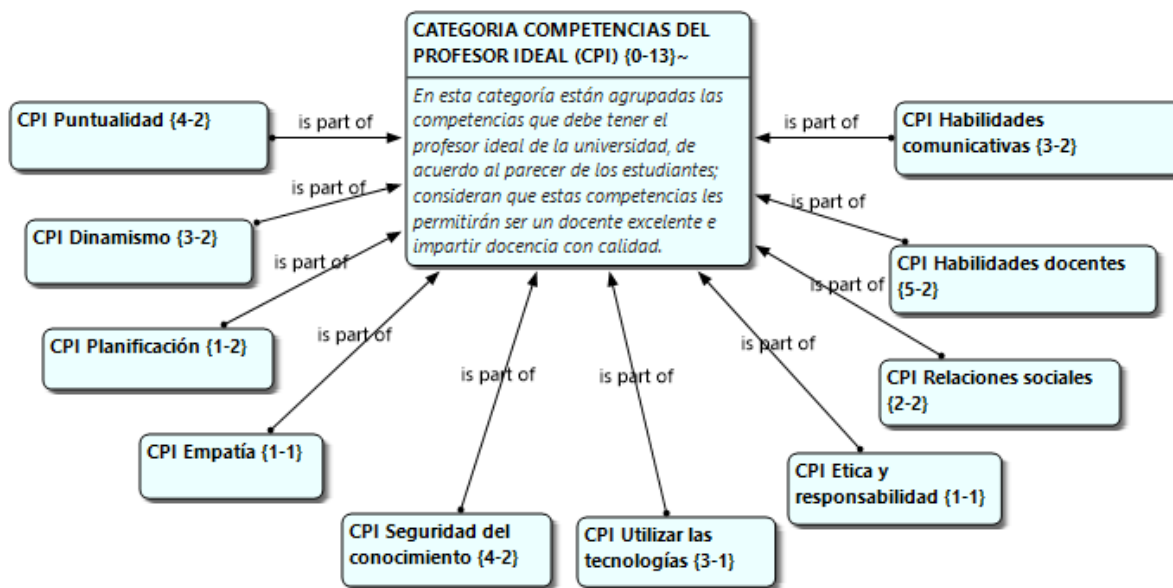 CATEGORIA COMPETENCIAS DEL
PROFESOR IDEAL (CPI) {0-13}~
En esta categoría están agrupadas las
competencias que debe tener el
profesor ideal de la universidad, de
acuerdo al parecer de los estudiantes;
consideran que estas competencias les
permitirán ser un docente excelente e
impartir docencia con calidad.
CPI Puntualidad {4-2}
is part of
CPI Dinamismo {3-2}
is part of
CPI Planificación {1-2}
is part of
CPI Empatía {1-1}
is part of
CPI Seguridad del
conocimiento {4-2}
is part of
CPI Utilizar las
tecnologías {3-1}
is part of
CPI Etica y
responsabilidad {1-1}
is part of
CPI Relaciones sociales
{2-2}
is part of
CPI Habilidades docentes
{5-2}
is part of
CPI Habilidades
comunicativas {3-2}
is part of